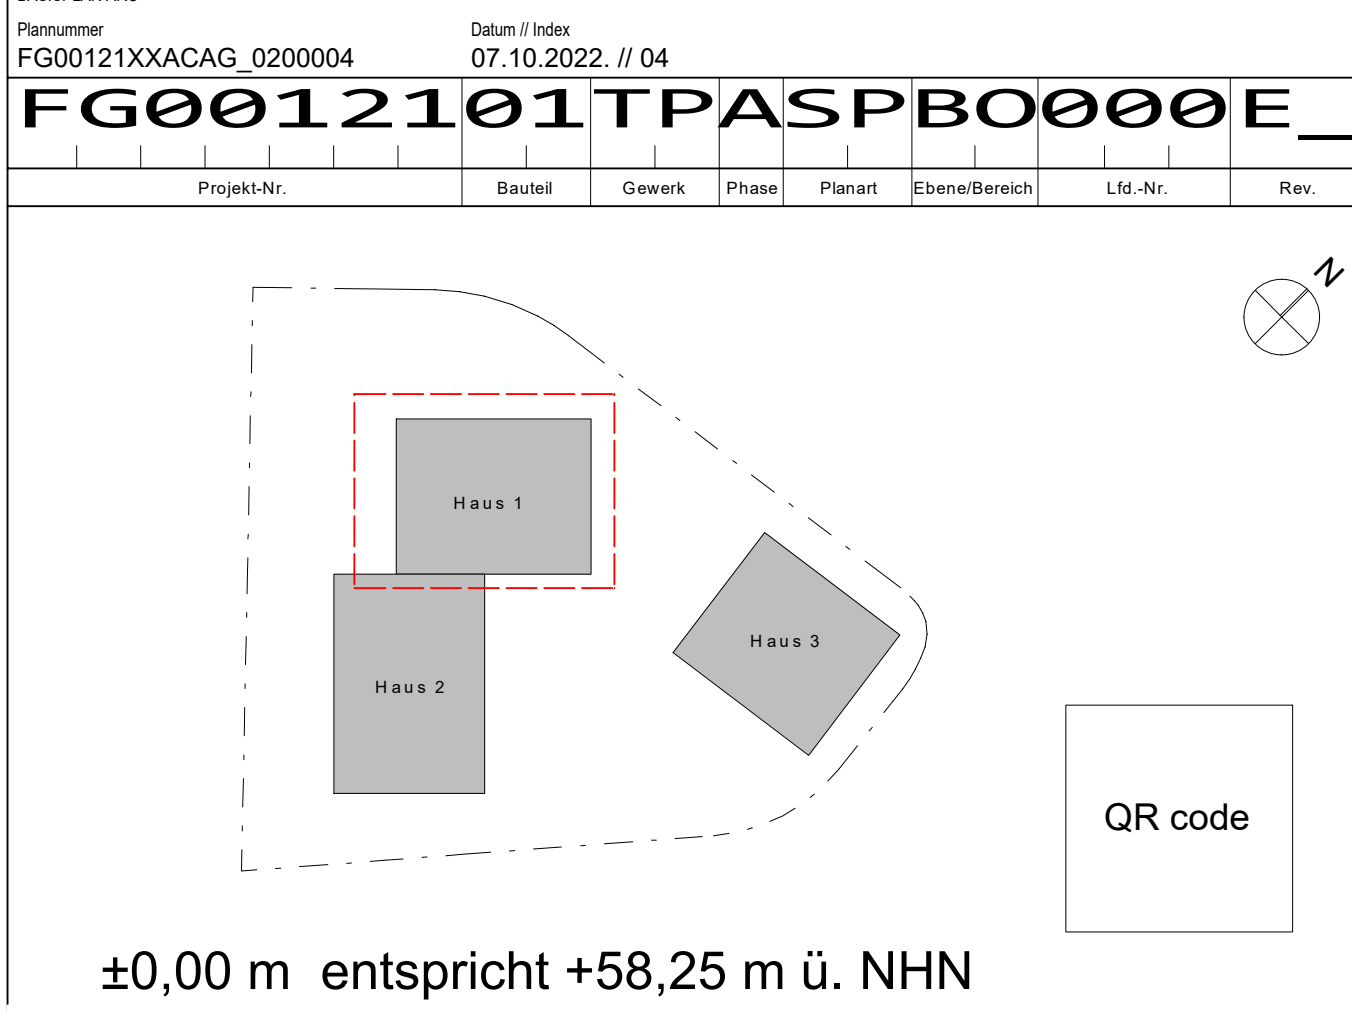 Plannummer Datum // Index
FG00121XXACAG_0200004 07.10.2022. // 04
FG0012101TPASPBO000E_
Projekt-Nr. Bauteil Gewerk Phase Planart Ebene/Bereich Lfd.-Nr. Rev.
N
Haus 1
Haus 3
Haus 2
QR code
±0,00 m entspricht +58,25 m ü. NHN